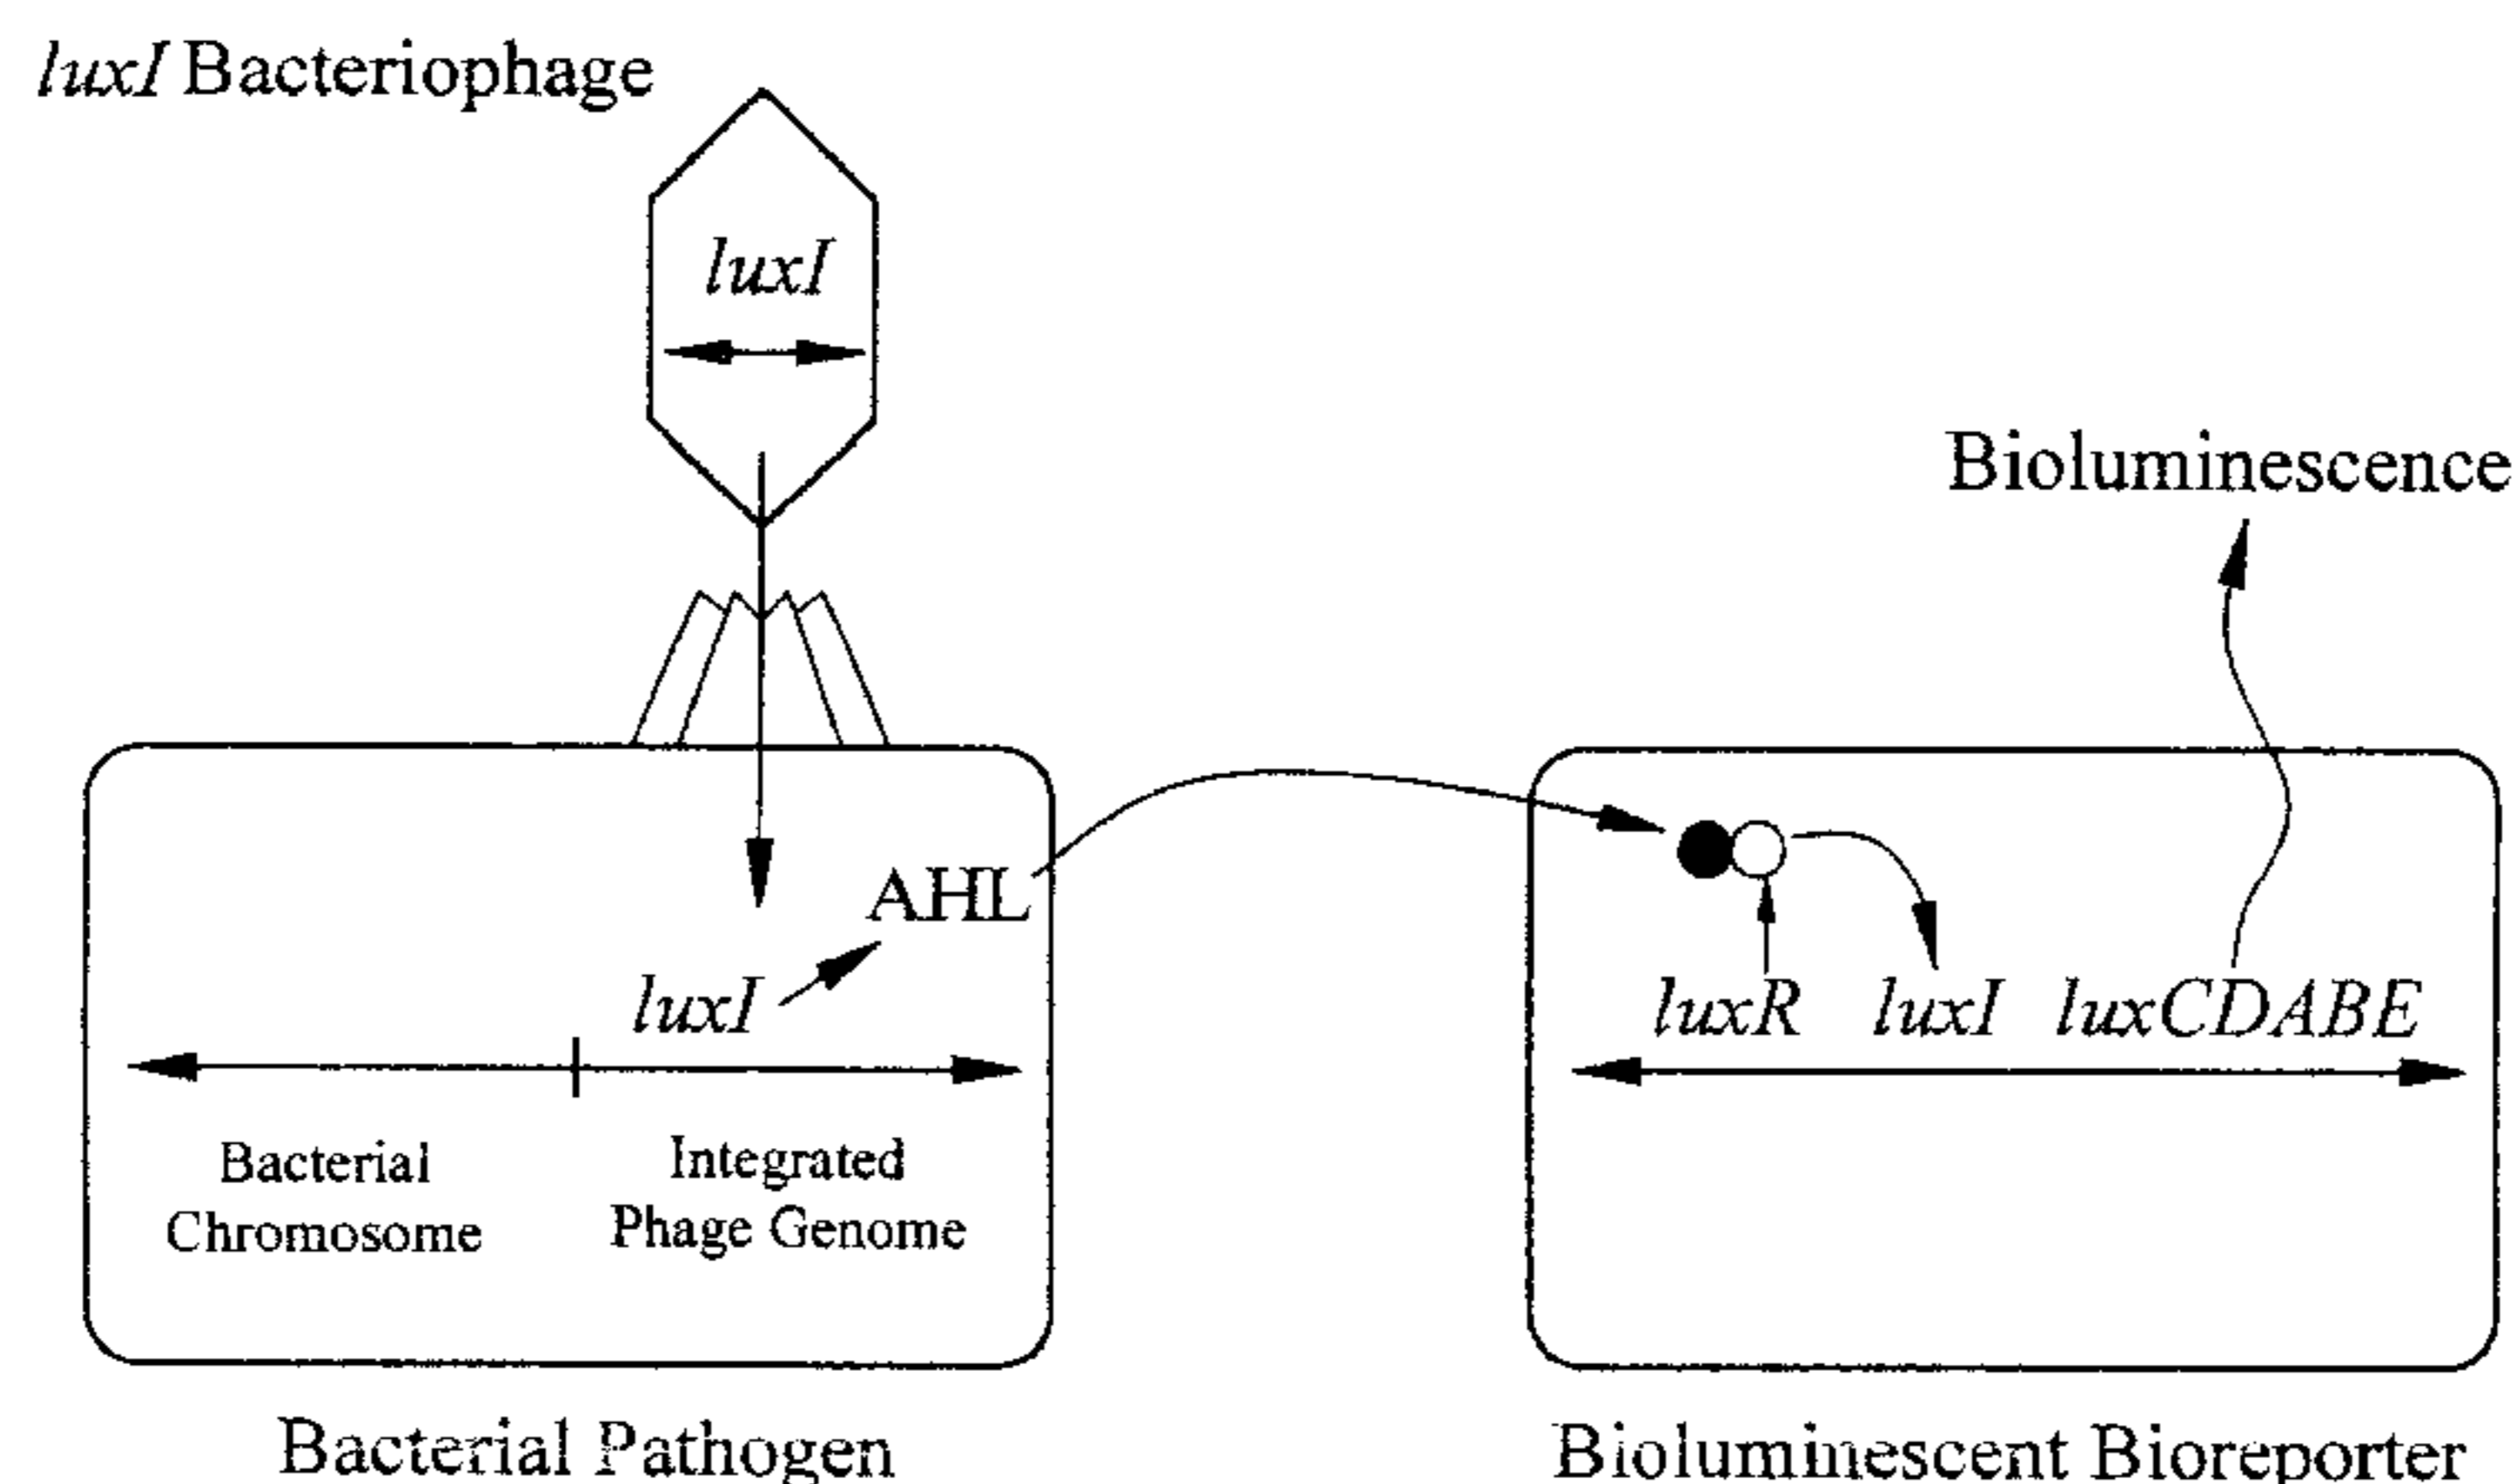 luxI Bacteriophage
luxI
Bioluminescence
AHL
luxI
luxR luxI luxCDABE
Bacterial
Chromosome
Integrated
Phage Genome
Bacterial Pathogen
Bioluminescent Bioreporter